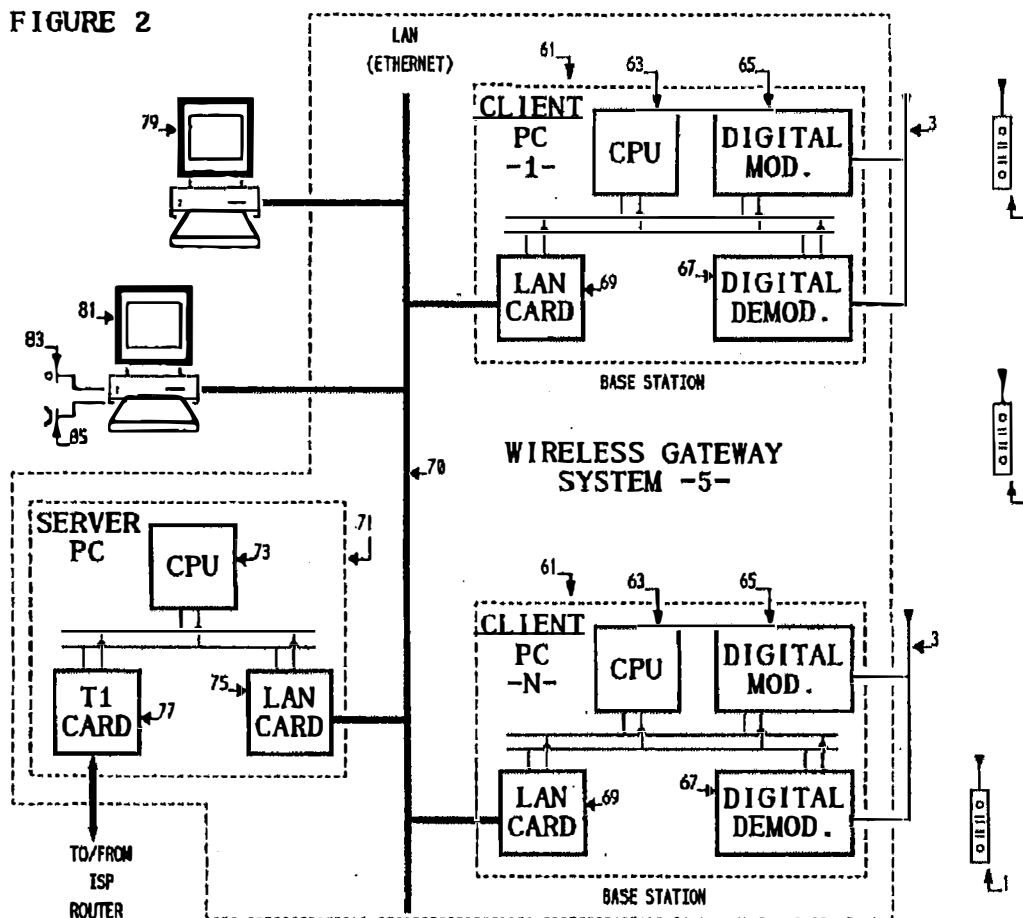 FIGURE 2
LAN
(ETHERNET)
61
63
65
CLIENT
PC
-1-
CPU
DIGITAL
MOD.
3
79
LAN
CARD
69
67
DIGITAL
DEMOD.
81
83
85
BASE STATION
70
WIRELESS GATEWAY
SYSTEM -5-
SERVER
PC
71
CPU
73
T1
CARD
77
75
LAN
CARD
TO/FROM
ISP
ROUTER
61
63
65
CLIENT
PC
-N-
CPU
DIGITAL
MOD.
3
LAN
CARD
69
67
DIGITAL
DEMOD.
BASE STATION
1